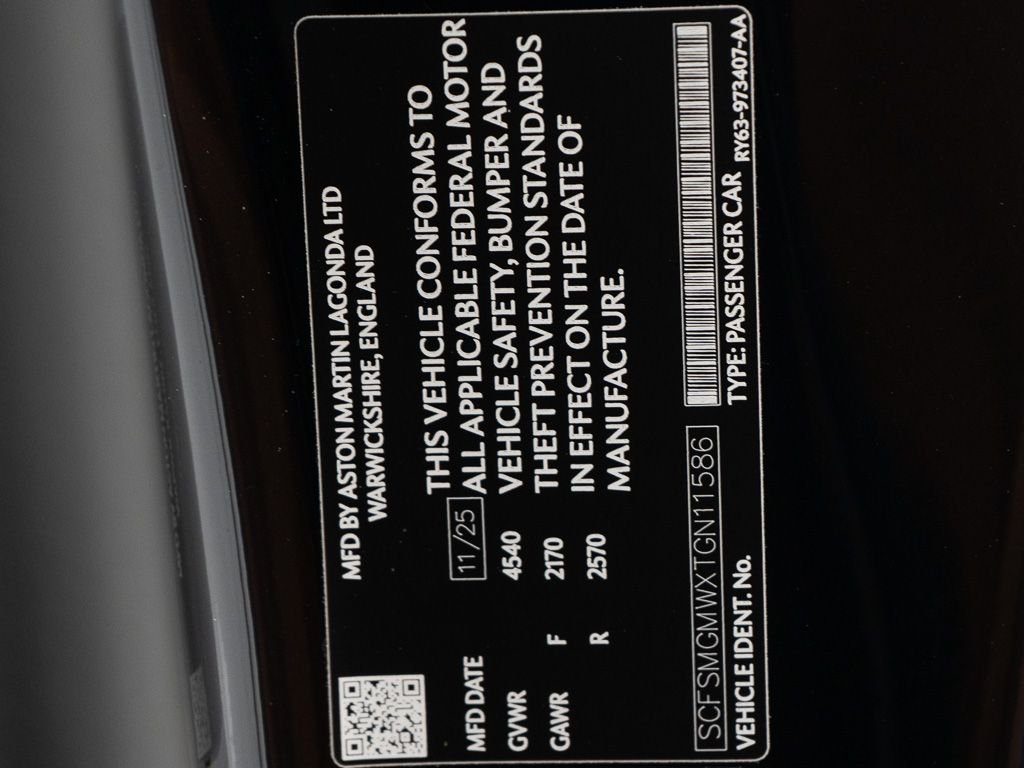 MFD BY ASTON MARTIN LAGONDA LTD
WARWICKSHIRE, ENGLAND
THIS VEHICLE CONFORMS TO
ALL APPLICABLE FEDERAL MOTOR
VEHICLE SAFETY, BUMPER AND
THEFT PREVENTION STANDARDS
IN EFFECT ON THE DATE OF
MANUFACTURE.
MFD DATE 11/25
GVWR 4540
GAWR F 2170
R 2570
SCFSMGMWXTGN11586
VEHICLE IDENT. No.
TYPE: PASSENGER CAR RY63-973407-AA